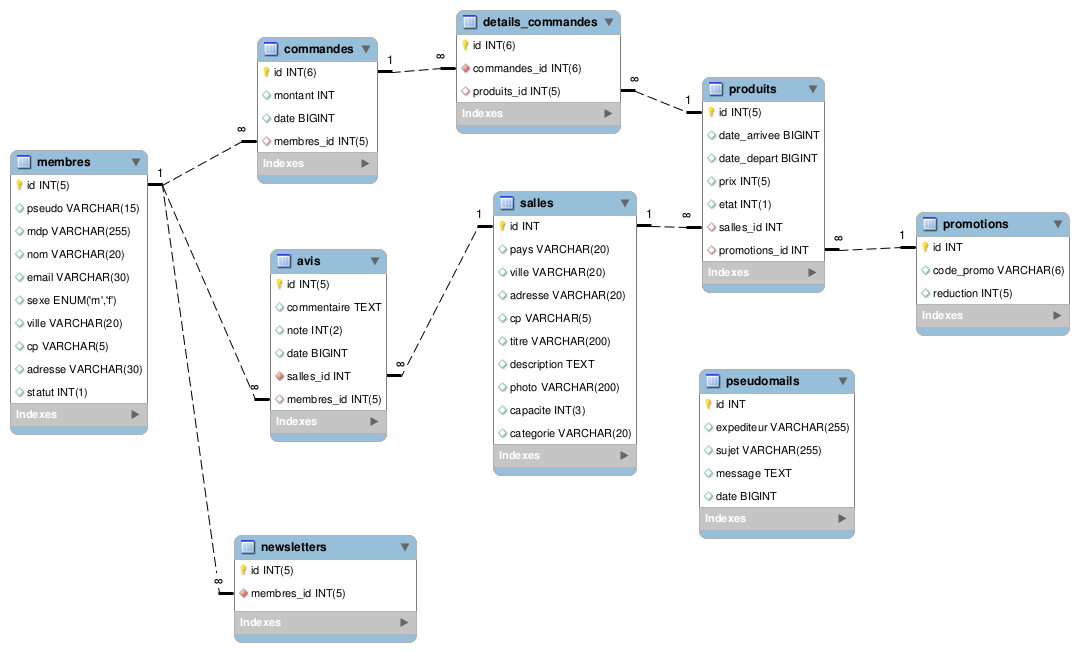 membres
id INT(5)
pseudo VARCHAR(15)
mdp VARCHAR(255)
nom VARCHAR(20)
email VARCHAR(30)
sexe ENUM('m','f')
ville VARCHAR(20)
cp VARCHAR(5)
adresse VARCHAR(30)
statut INT(1)
Indexes
1
∞
commandes
id INT(6)
montant INT
date BIGINT
membres_id INT(5)
Indexes
1
∞
details_commandes
id INT(6)
commandes_id INT(6)
produits_id INT(5)
Indexes
∞
1
produits
id INT(5)
date_arrivee BIGINT
date_depart BIGINT
prix INT(5)
etat INT(1)
salles_id INT
promotions_id INT
Indexes
∞
1
promotions
id INT
code_promo VARCHAR(6)
reduction INT(5)
Indexes
avis
id INT(5)
commentaire TEXT
note INT(2)
date BIGINT
salles_id INT
membres_id INT(5)
Indexes
∞
∞
1
salles
id INT
pays VARCHAR(20)
ville VARCHAR(20)
adresse VARCHAR(20)
cp VARCHAR(5)
titre VARCHAR(200)
description TEXT
photo VARCHAR(200)
capacite INT(3)
categorie VARCHAR(20)
Indexes
1
∞
pseudomails
id INT
expediteur VARCHAR(255)
sujet VARCHAR(255)
message TEXT
date BIGINT
Indexes
∞
newsletters
id INT(5)
membres_id INT(5)
Indexes